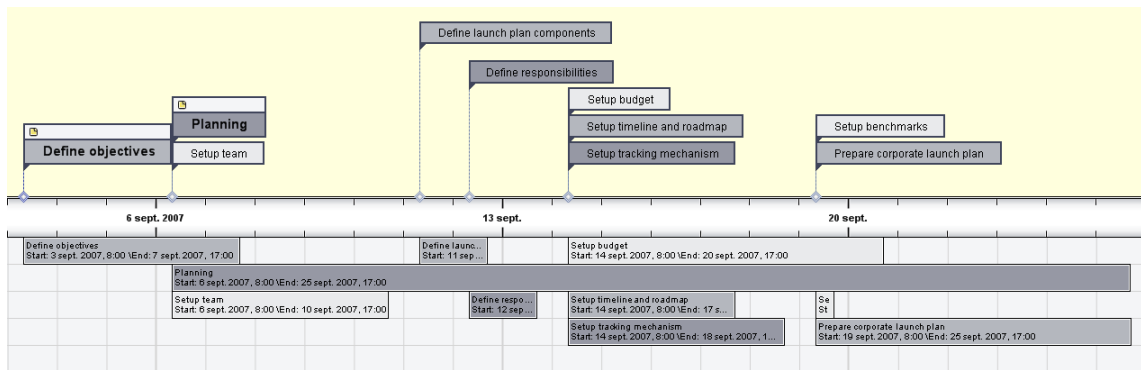 Define launch plan components
Define responsibilities
Setup budget
Planning
Setup timeline and roadmap
Setup benchmarks
Define objectives
Setup team
Setup tracking mechanism
Prepare corporate launch plan
6 sept. 2007
13 sept.
20 sept.
Define objectives
Start: 3 sept. 2007, 8:00 \End: 7 sept. 2007, 17:00
Define launc...
Start: 11 sep...
Setup budget
Start: 14 sept. 2007, 8:00 \End: 20 sept. 2007, 17:00
Planning
Start: 6 sept. 2007, 8:00 \End: 25 sept. 2007, 17:00
Setup team
Start: 6 sept. 2007, 8:00 \End: 10 sept. 2007, 17:00
Define respo...
Start: 12 sep...
Setup timeline and roadmap
Start: 14 sept. 2007, 8:00 \End: 17 s...
Se
St
Setup tracking mechanism
Start: 14 sept. 2007, 8:00 \End: 18 sept. 2007, 1...
Prepare corporate launch plan
Start: 19 sept. 2007, 8:00 \End: 25 sept. 2007, 17:00